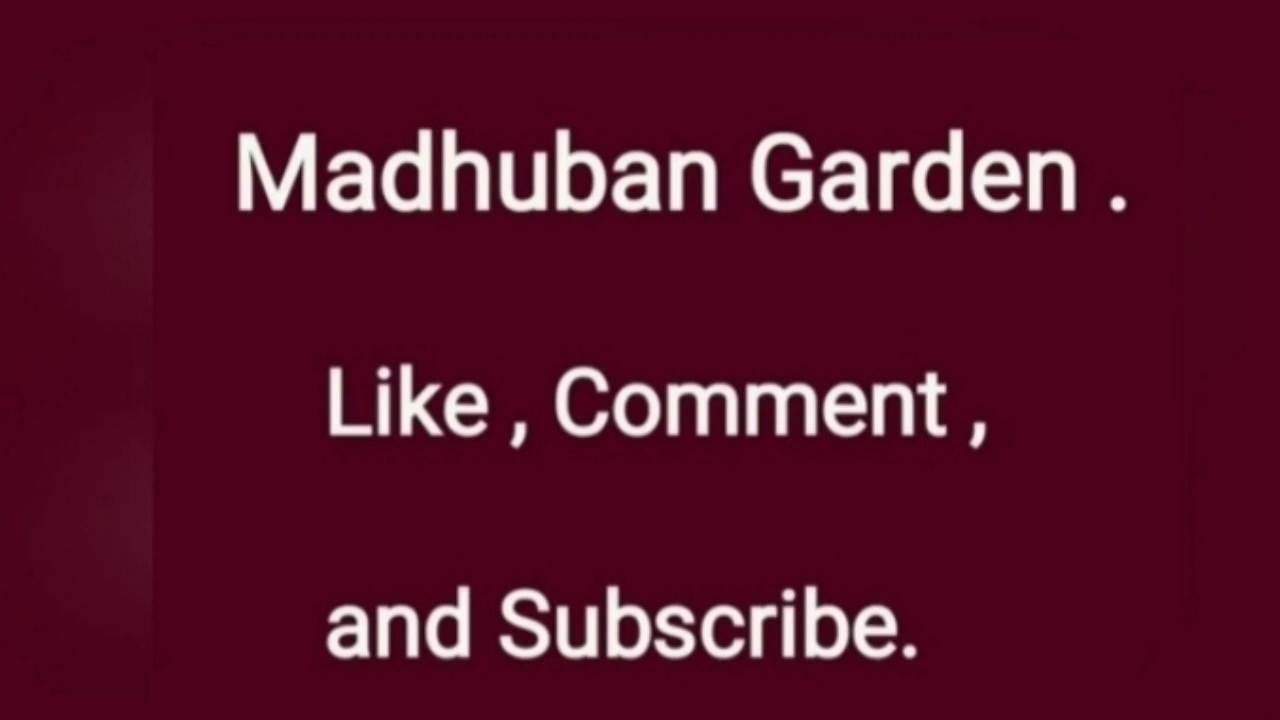 Madhuban Garden .
Like , Comment ,
and Subscribe.